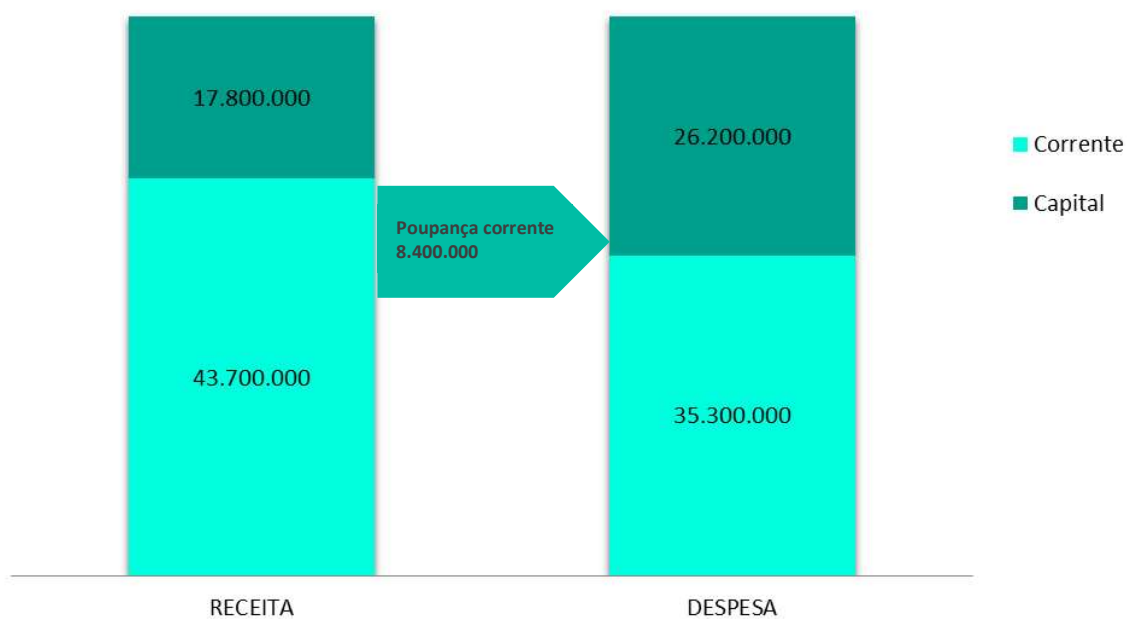 17.800.000
26.200.000
Corrente
Capital
Poupança corrente
8.400.000
43.700.000
35.300.000
RECEITA
DESPESA